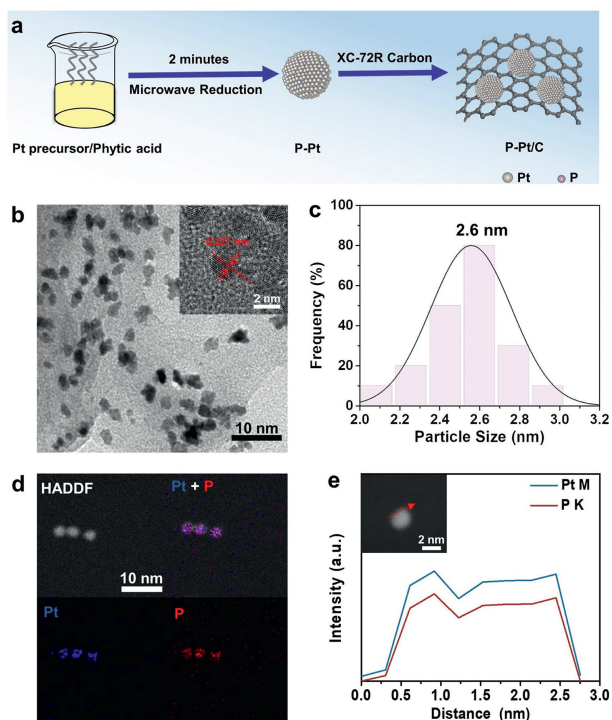 a
2 minutes
Microwave Reduction
XC-72R Carbon
Pt precursor/Phytic acid
P-Pt
P-Pt/C
Pt
P
b
0.227 nm
2 nm
10 nm
c
2.6 nm
Frequency (%)
100
80
60
40
20
0
2.0 2.2 2.4 2.6 2.8 3.0 3.2
Particle Size (nm)
d
HADDF
Pt + P
10 nm
Pt
P
e
Pt M
P K
2 nm
Intensity (a.u.)
0.0 0.5 1.0 1.5 2.0 2.5 3.0
Distance (nm)